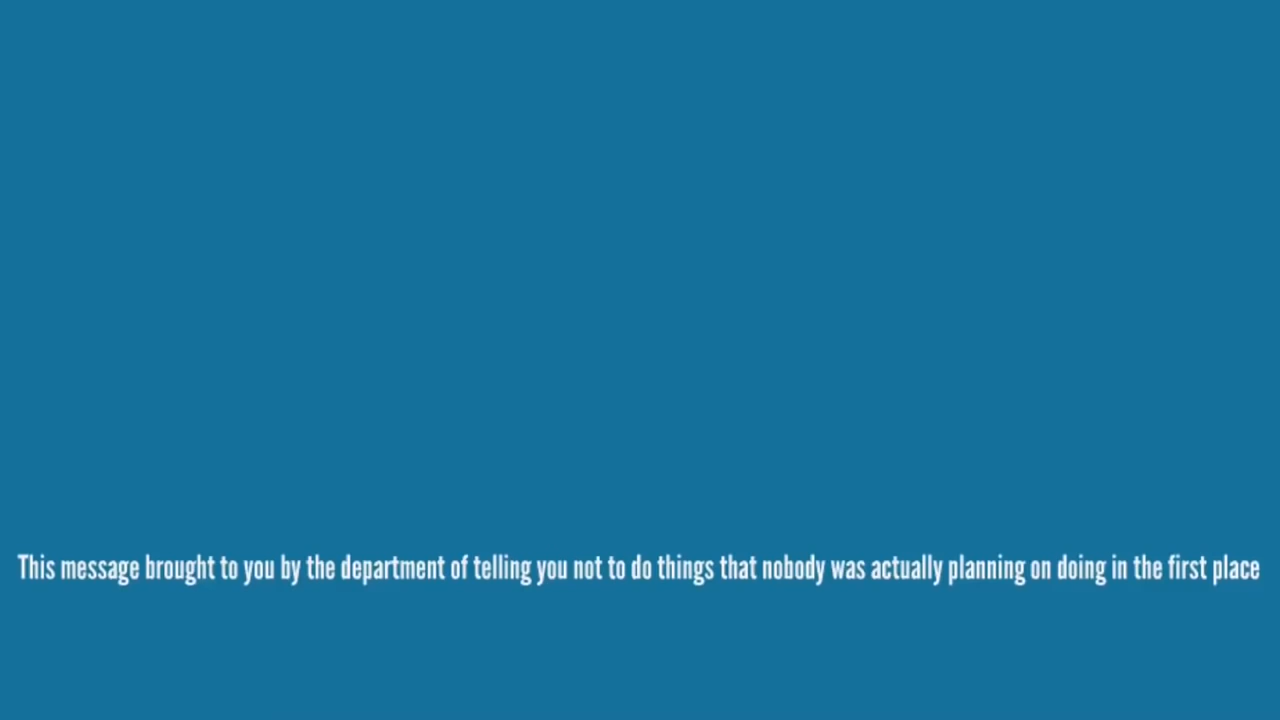 This message brought to you by the department of telling you not to do things that nobody was actually planning on doing in the first place